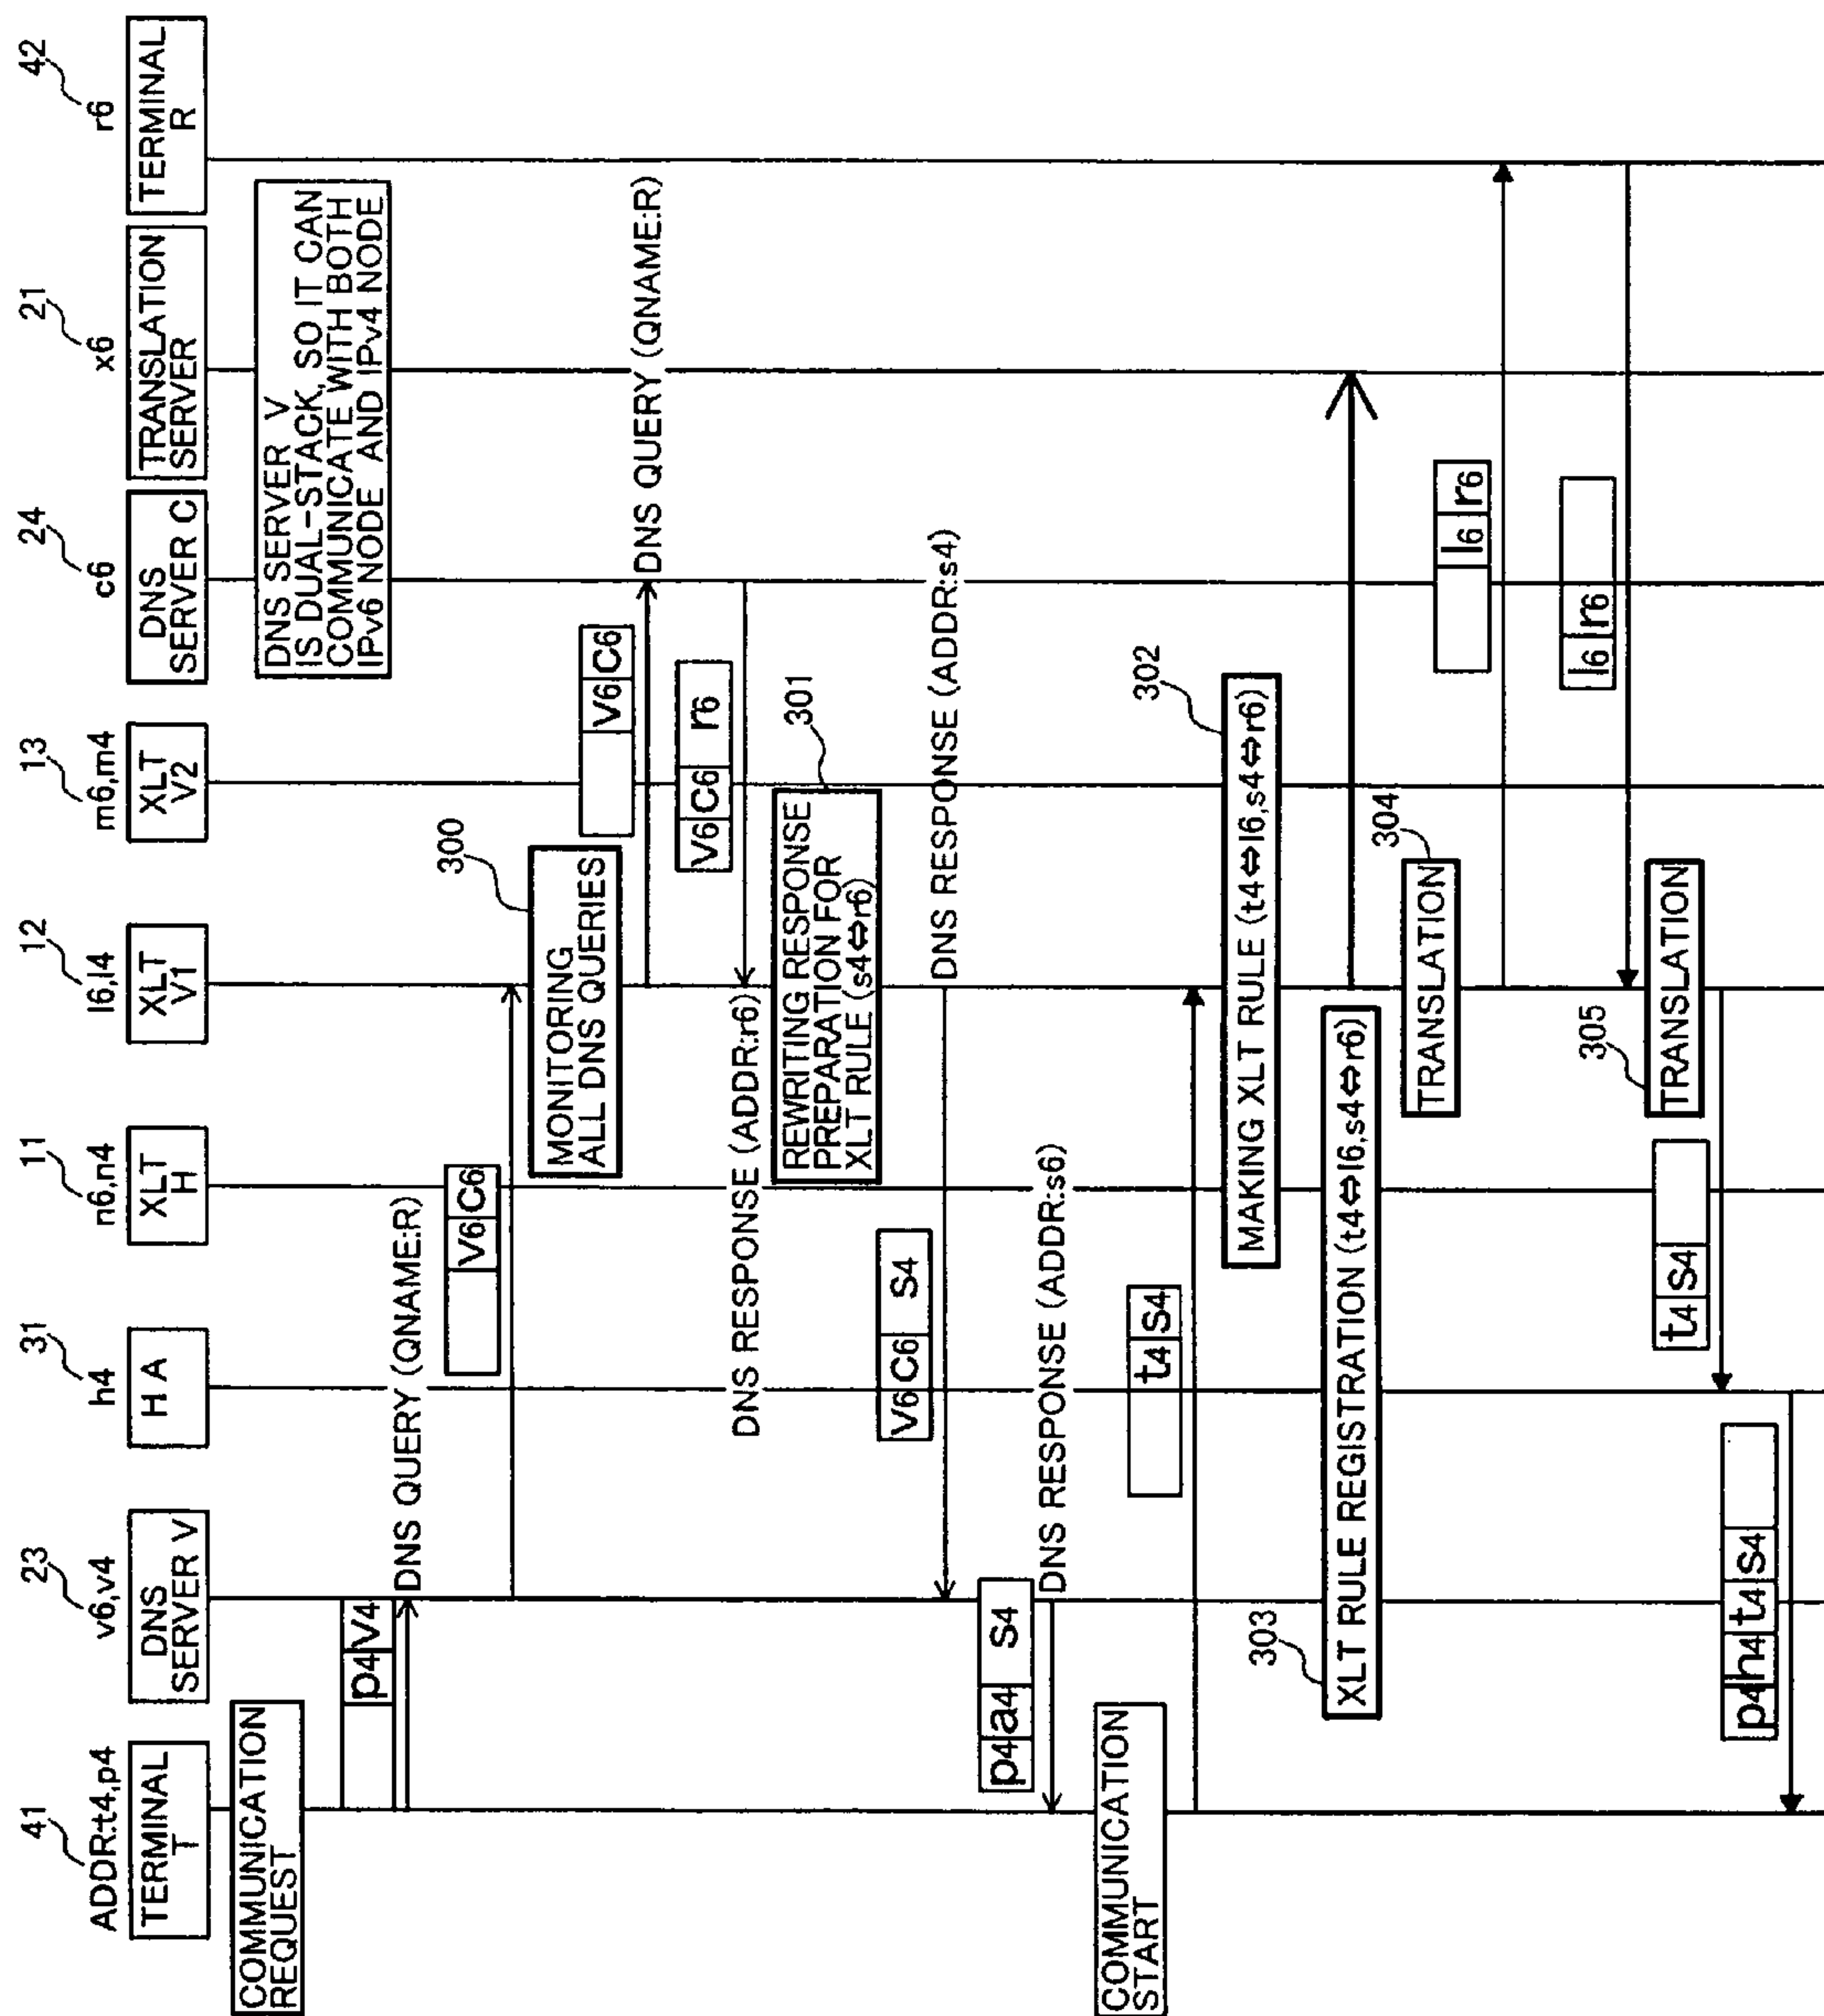 41
ADDR:t4,p4
TERMINAL
T
23
v6,v4
DNS
SERVER V
31
h4
H A
11
n6,n4
XLT
H
12
l6,l4
XLT
V1
13
m6,m4
XLT
V2
24
c6
DNS
SERVER C
21
x6
TRANSLATION
SERVER
42
r6
TERMINAL
R
COMMUNICATION
REQUEST
DNS SERVER V
IS DUAL-STACK, SO IT CAN
COMMUNICATE WITH BOTH
IPv6 NODE AND IPv4 NODE
p4 v4
DNS QUERY (QNAME:R)
v6 c6
300
MONITORING
ALL DNS QUERIES
v6 c6
DNS QUERY (QNAME:R)
v6 c6 r6
DNS RESPONSE (ADDR:r6)
301
REWRITING RESPONSE
PREPARATION FOR
XLT RULE (s4⇔r6)
v6 c6 s4
DNS RESPONSE (ADDR:s4)
p4 a4 s4
DNS RESPONSE (ADDR:s6)
COMMUNICATION
START
t4 s4
302
MAKING XLT RULE (t4⇔l6,s4⇔r6)
303
XLT RULE REGISTRATION (t4⇔l6,s4⇔r6)
304
TRANSLATION
l6 r6
l6 r6
305
TRANSLATION
t4 s4
p4 h4 t4 s4